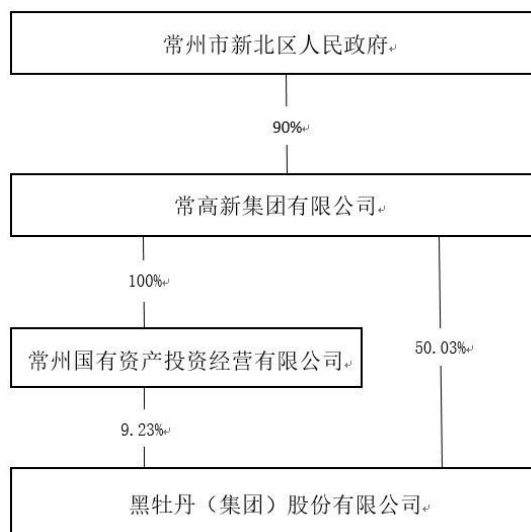 常州市新北区人民政府
90%
常高新集团有限公司
100%
50.03%
常州国有资产投资经营有限公司
9.23%
黑牡丹（集团）股份有限公司